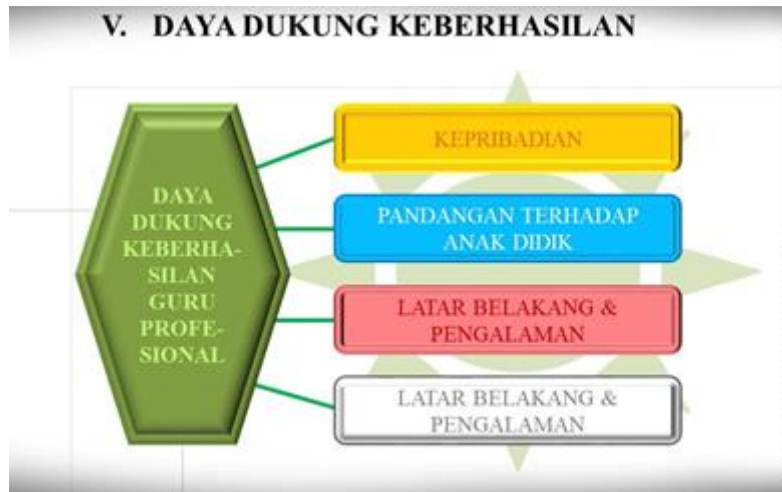 V. DAYA DUKUNG KEBERHASILAN
DAYA
DUKUNG
KEBERHA-
SILAN
GURU
PROFE-
SIONAL
KEPRIBADIAN
PANDANGAN TERHADAP
ANAK DIDIK
LATAR BELAKANG &
PENGALAMAN
LATAR BELAKANG &
PENGALAMAN